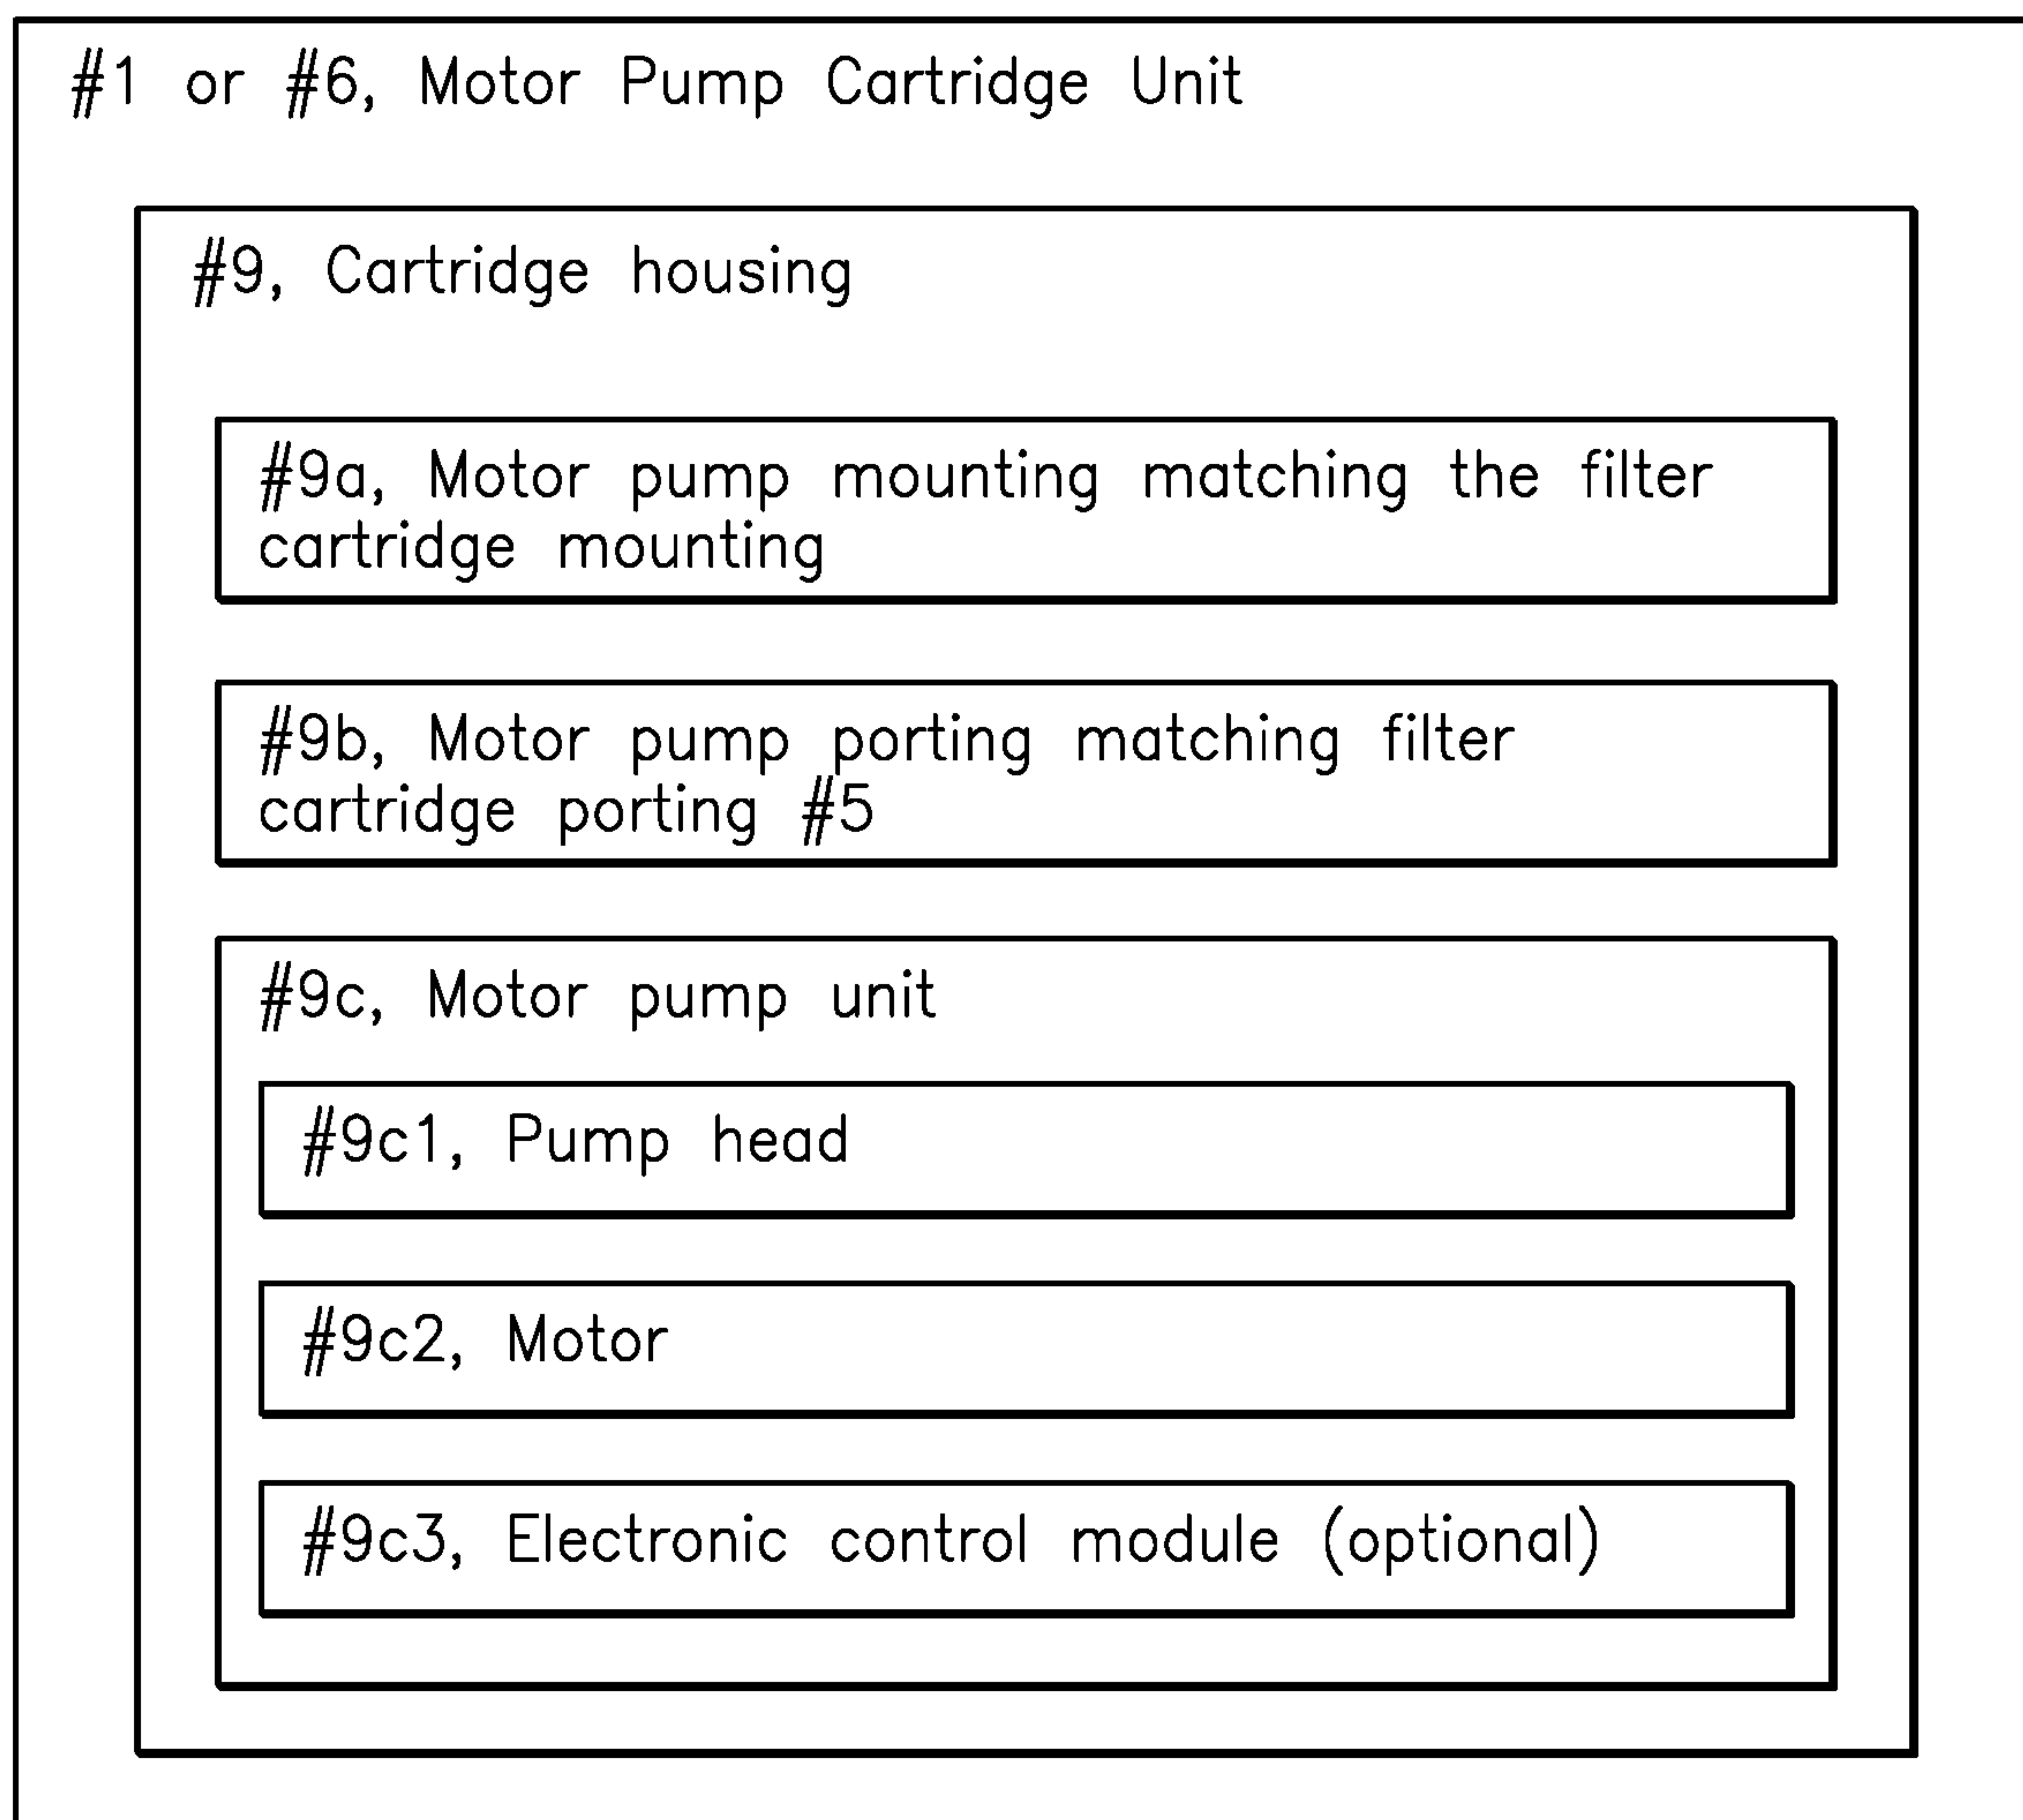 #1 or #6, Motor Pump Cartridge Unit
#9, Cartridge housing
#9a, Motor pump mounting matching the filter
cartridge mounting
#9b, Motor pump porting matching filter
cartridge porting #5
#9c, Motor pump unit
#9c1, Pump head
#9c2, Motor
#9c3, Electronic control module (optional)